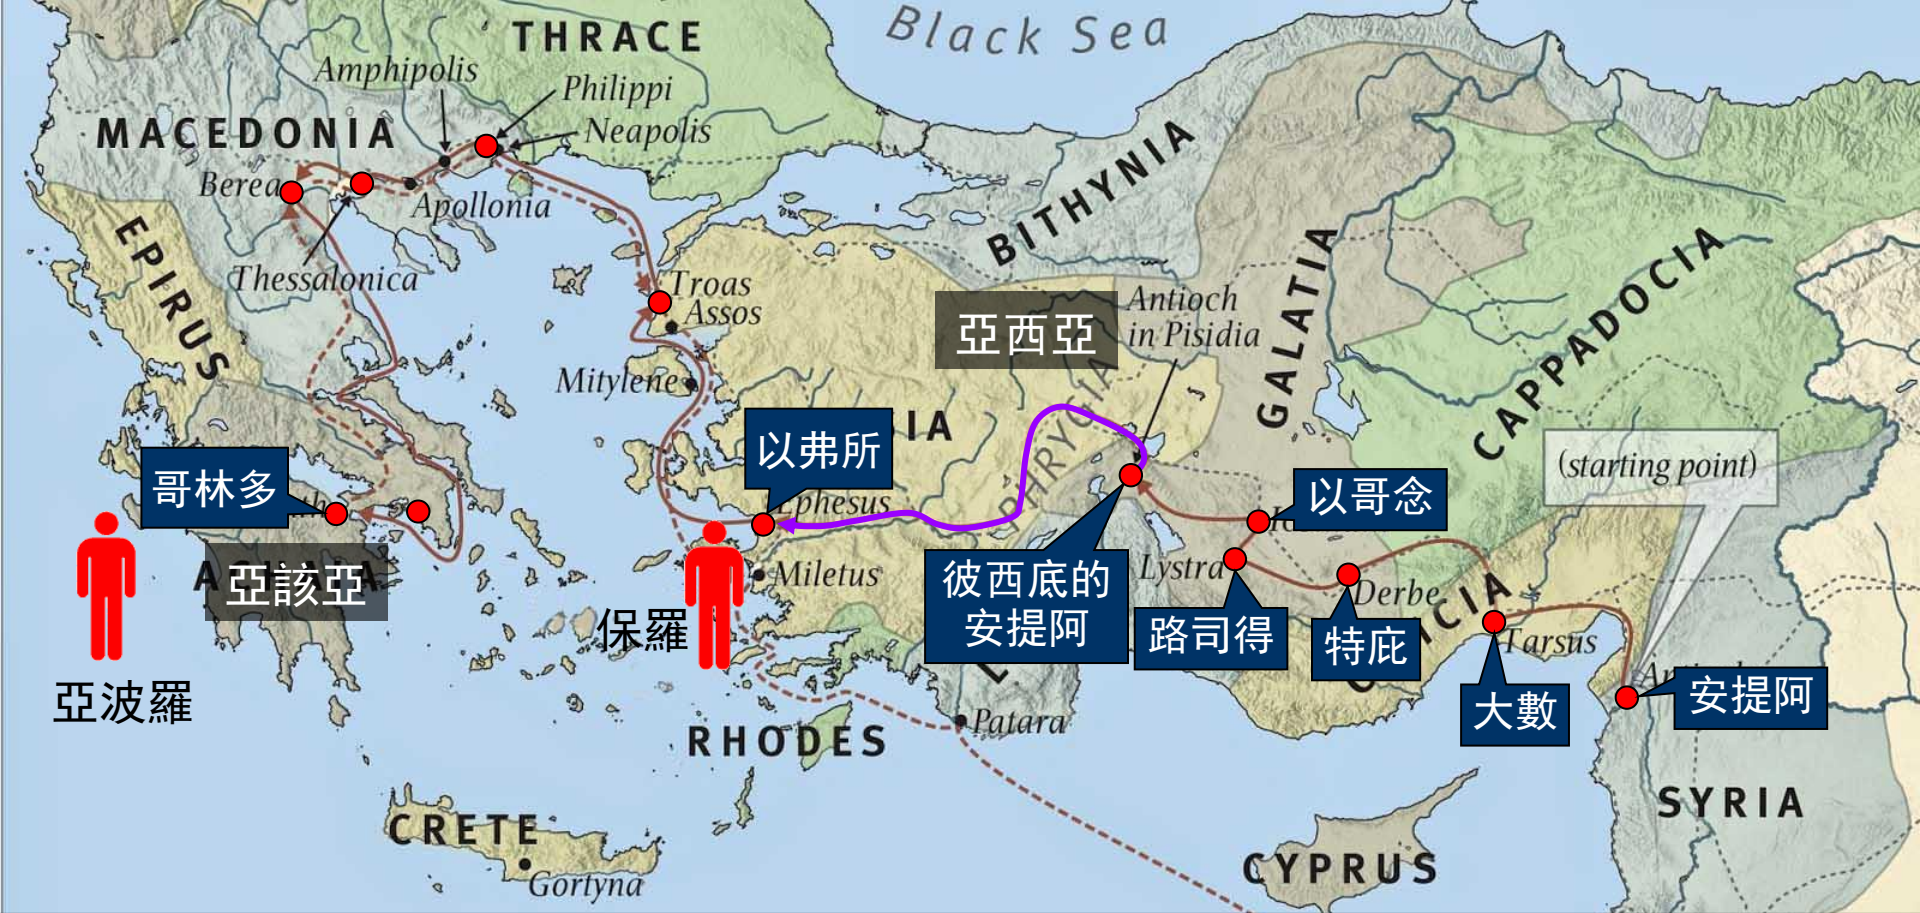 Black Sea
THRACE
Amphipolis
Philippi
MACEDONIA
Neapolis
Berea
Apollonia
BITHYNIA
EPIRUS
Thessalonica
GALATIA
CAPPADOCIA
Troas
Assos
亞西亞
Antioch
in Pisidia
Mitylene
PHRYGIA
IA
以弗所
哥林多
(starting point)
以哥念
Ephesus
亞該亞
Miletus
保羅
彼西底的
安提阿
Lystra
路司得
Derbe
特庇
Tarsus
大數
安提阿
亞波羅
RHODES
Patara
CRETE
Gortyna
CYPRUS
SYRIA